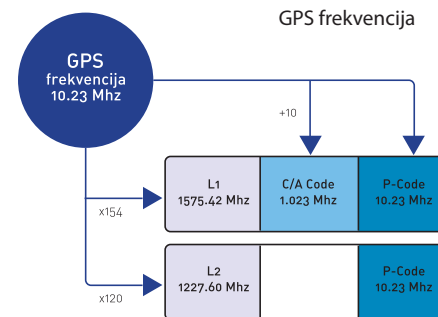 GPS frekvencija
GPS
frekvencija
10.23 Mhz
+10
L1
1575.42 Mhz
C/A Code
1.023 Mhz
P-Code
10.23 Mhz
x154
L2
1227.60 Mhz
P-Code
10.23 Mhz
x120